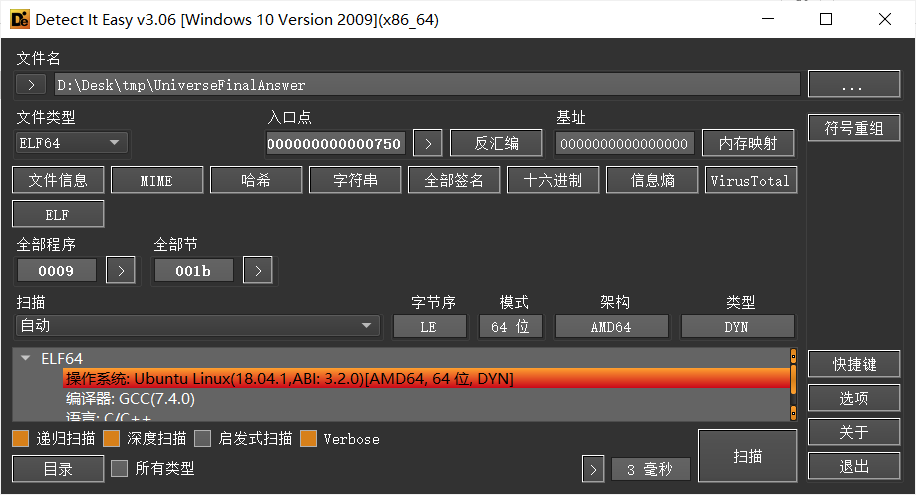 Detect It Easy v3.06 [Windows 10 Version 2009](x86_64)
文件名
> D:\Desk\tmp\UniverseFinalAnswer ...
文件类型 入口点 基址 符号重组
ELF64 000000000000750 > 反汇编 0000000000000000 内存映射
文件信息 MIME 哈希 字符串 全部签名 十六进制 信息熵 VirusTotal
ELF
全部程序 全部节
0009 > 001b >
扫描 字节序 模式 架构 类型
自动 LE 64 位 AMD64 DYN
ELF64
操作系统: Ubuntu Linux(18.04.1,ABI: 3.2.0)[AMD64, 64 位, DYN]
编译器: GCC(7.4.0)
语言: C/C++
快捷键
选项
递归扫描 深度扫描 启发式扫描 Verbose 关于
目录 所有类型 > 3 毫秒 扫描 退出